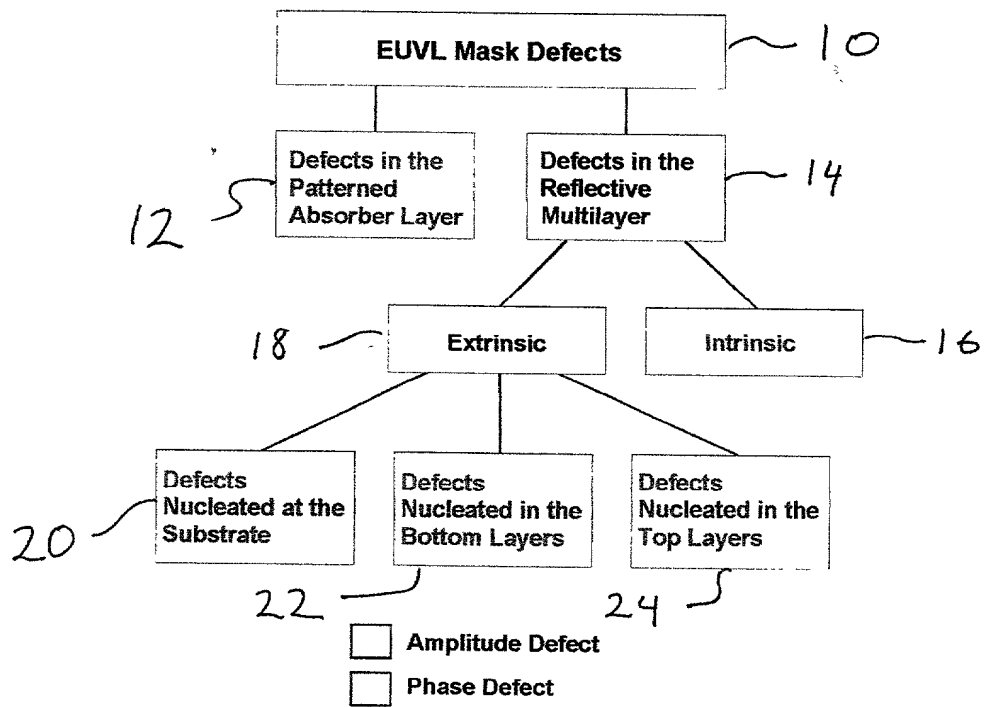 EUVL Mask Defects
10
Defects in the
Patterned
Absorber Layer
12
Defects in the
Reflective
Multilayer
14
18
Extrinsic
Intrinsic
16
Defects
Nucleated at the
Substrate
20
Defects
Nucleated in the
Bottom Layers
22
Defects
Nucleated in the
Top Layers
24
Amplitude Defect
Phase Defect